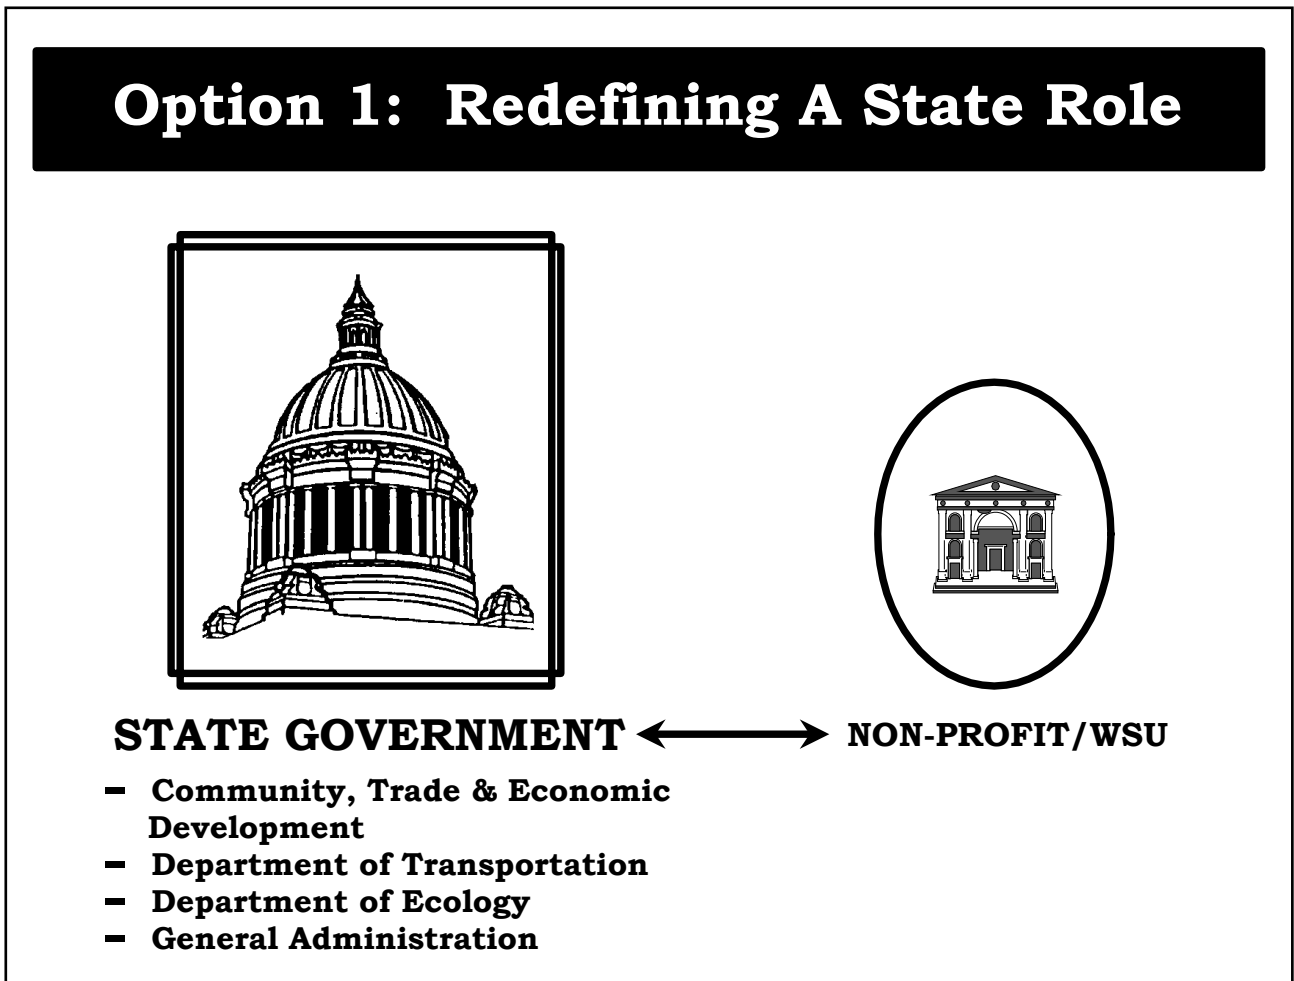 Option 1:  Redefining A State Role
STATE GOVERNMENT
NON-PROFIT/WSU
– Community, Trade & Economic
Development
– Department of Transportation
– Department of Ecology
– General Administration